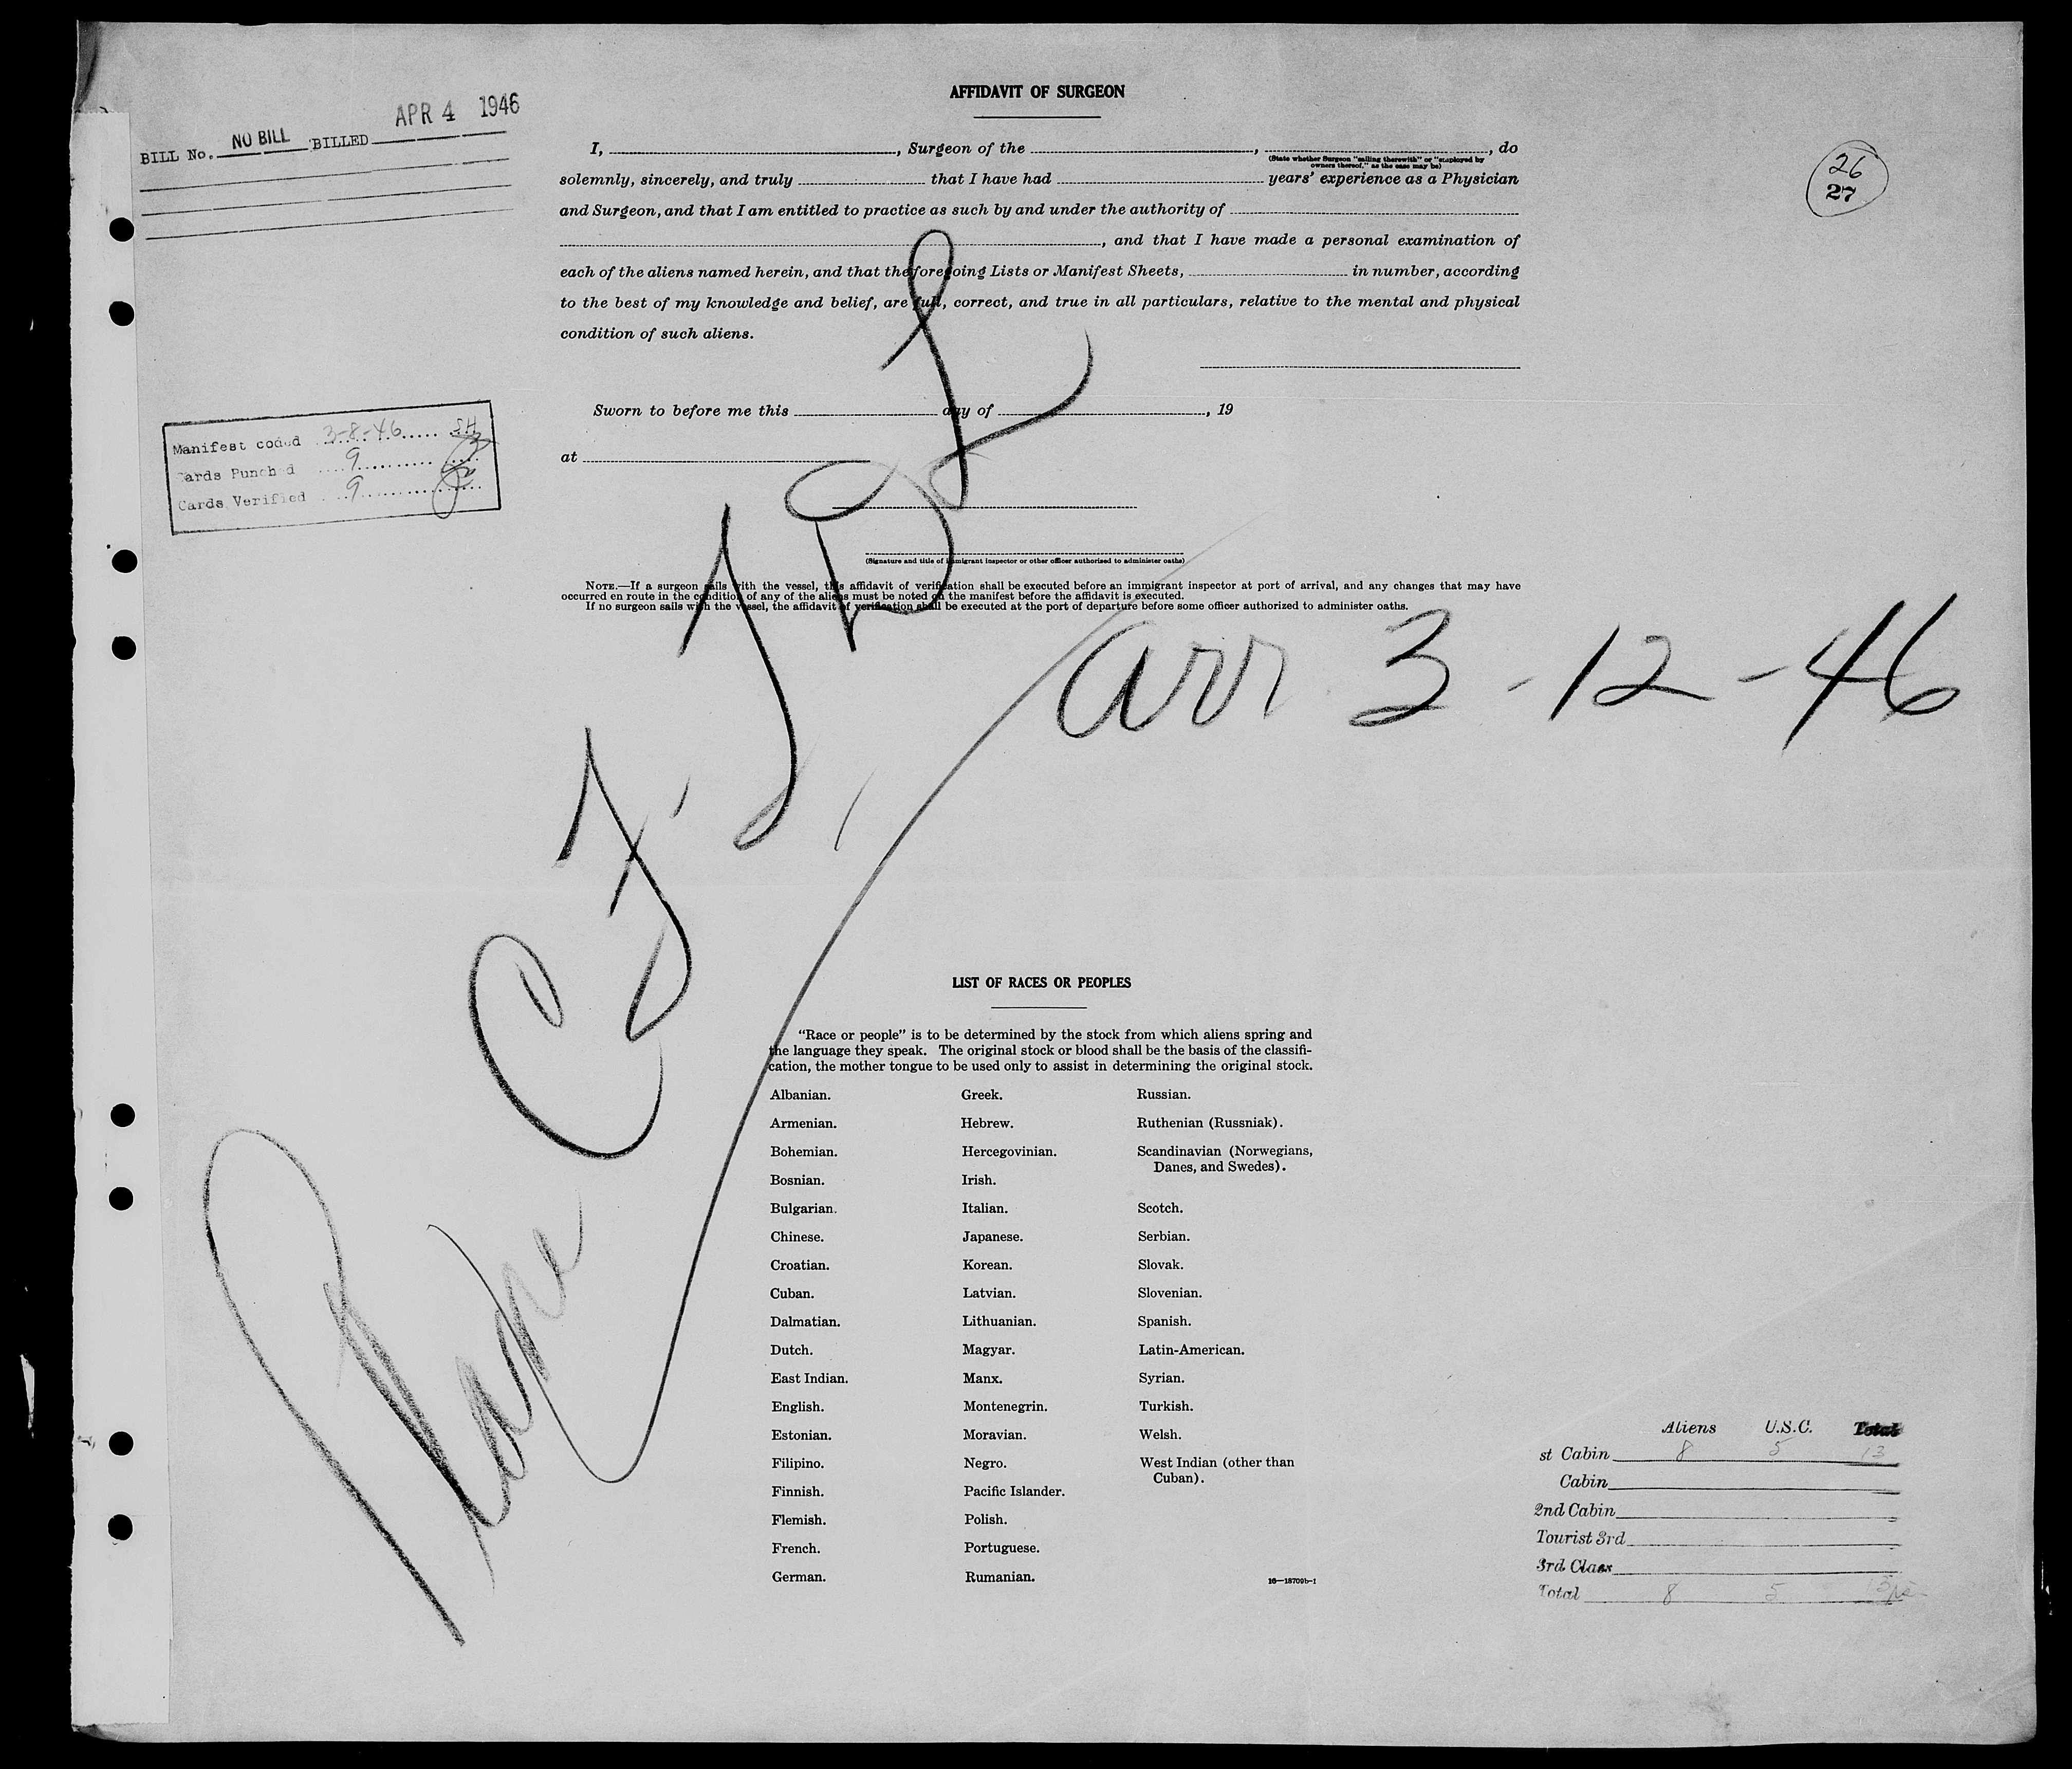 AFFIDAVIT OF SURGEON
APR 4 1946
BILL No. NO BILL BILLED
26
27
I, , Surgeon of the , , do
(State whether Surgeon "sailing therewith" or "employed by
owners thereof," as the case may be)
solemnly, sincerely, and truly that I have had years' experience as a Physician
and Surgeon, and that I am entitled to practice as such by and under the authority of
, and that I have made a personal examination of
each of the aliens named herein, and that the foregoing Lists or Manifest Sheets, in number, according
to the best of my knowledge and belief, are full, correct, and true in all particulars, relative to the mental and physical
condition of such aliens.
Sworn to before me this day of , 19
at
Manifest coded 3-8-46 SH
Cards Punched 9
Cards Verified 9
(Signature and title of immigrant inspector or other officer authorized to administer oaths)
NOTE.—If a surgeon sails with the vessel, this affidavit of verification shall be executed before an immigrant inspector at port of arrival, and any changes that may have
occurred en route in the condition of any of the aliens must be noted on the manifest before the affidavit is executed.
If no surgeon sails with the vessel, the affidavit of verification shall be executed at the port of departure before some officer authorized to administer oaths.
Plane
arr 3-12-46
LIST OF RACES OR PEOPLES
"Race or people" is to be determined by the stock from which aliens spring and
the language they speak. The original stock or blood shall be the basis of the classifi-
cation, the mother tongue to be used only to assist in determining the original stock.
Albanian.
Armenian.
Bohemian.
Bosnian.
Bulgarian.
Chinese.
Croatian.
Cuban.
Dalmatian.
Dutch.
East Indian.
English.
Estonian.
Filipino.
Finnish.
Flemish.
French.
German.
Greek.
Hebrew.
Hercegovinian.
Irish.
Italian.
Japanese.
Korean.
Latvian.
Lithuanian.
Magyar.
Manx.
Montenegrin.
Moravian.
Negro.
Pacific Islander.
Polish.
Portuguese.
Rumanian.
Russian.
Ruthenian (Russniak).
Scandinavian (Norwegians,
Danes, and Swedes).
Scotch.
Serbian.
Slovak.
Slovenian.
Spanish.
Latin-American.
Syrian.
Turkish.
Welsh.
West Indian (other than
Cuban).
16—18709b-1
Aliens U.S.C. Total
st Cabin 8 5 13
Cabin
2nd Cabin
Tourist 3rd
3rd Class
Total 8 5